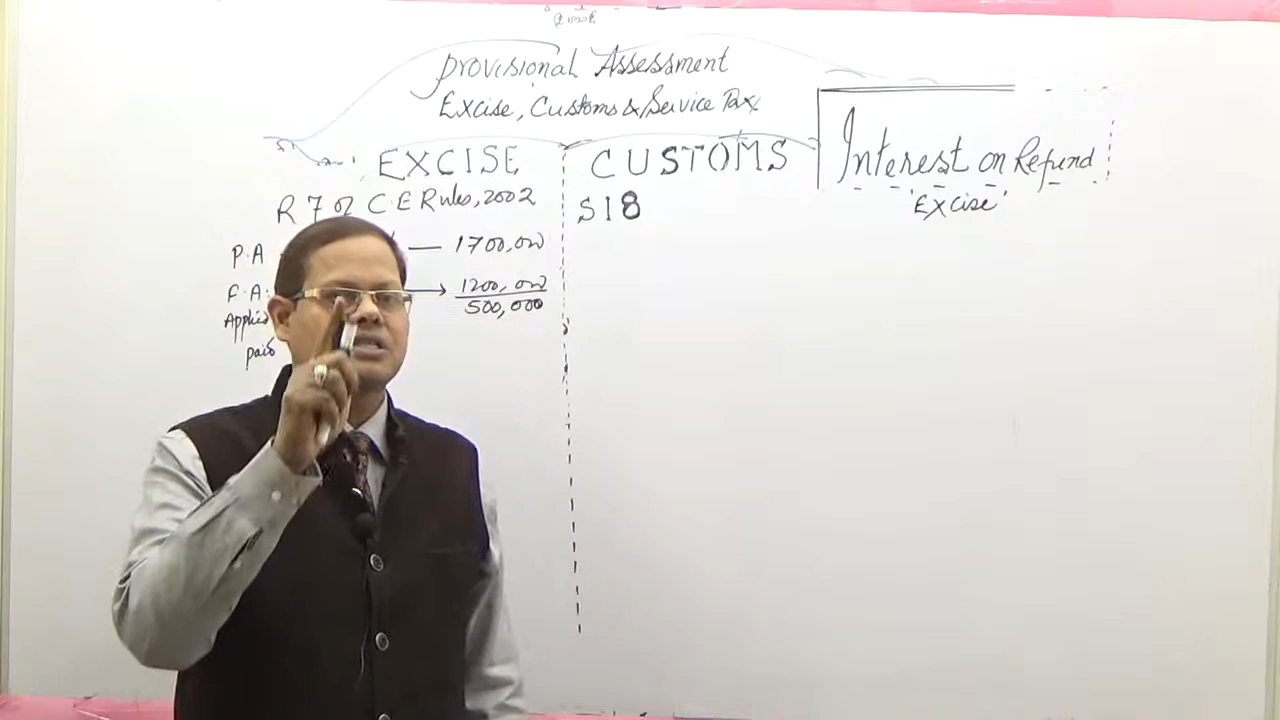 Provisional Assessment
Excise, Customs & Service Tax
EXCISE
R 7 of C.E Rules, 2002
P.A — 1700,000
F.A: → 1200,000
500,000
Applied
paid
CUSTOMS
S18
Interest on Refund
'Excise'